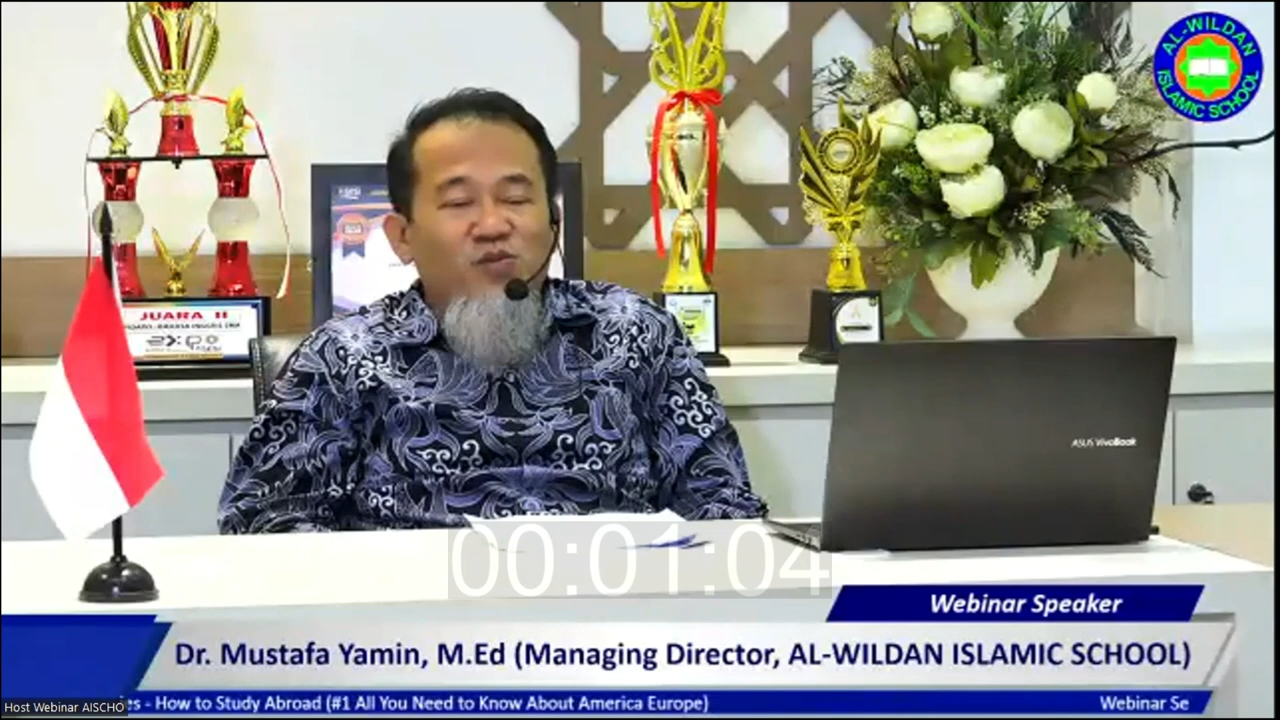 AL-WILDAN
ISLAMIC SCHOOL
JUARA II
ASUS VivoBook
00:01:04
Webinar Speaker
Dr. Mustafa Yamin, M.Ed (Managing Director, AL-WILDAN ISLAMIC SCHOOL)
Host Webinar AISCHO
es - How to Study Abroad (#1 All You Need to Know About America Europe)
Webinar Se